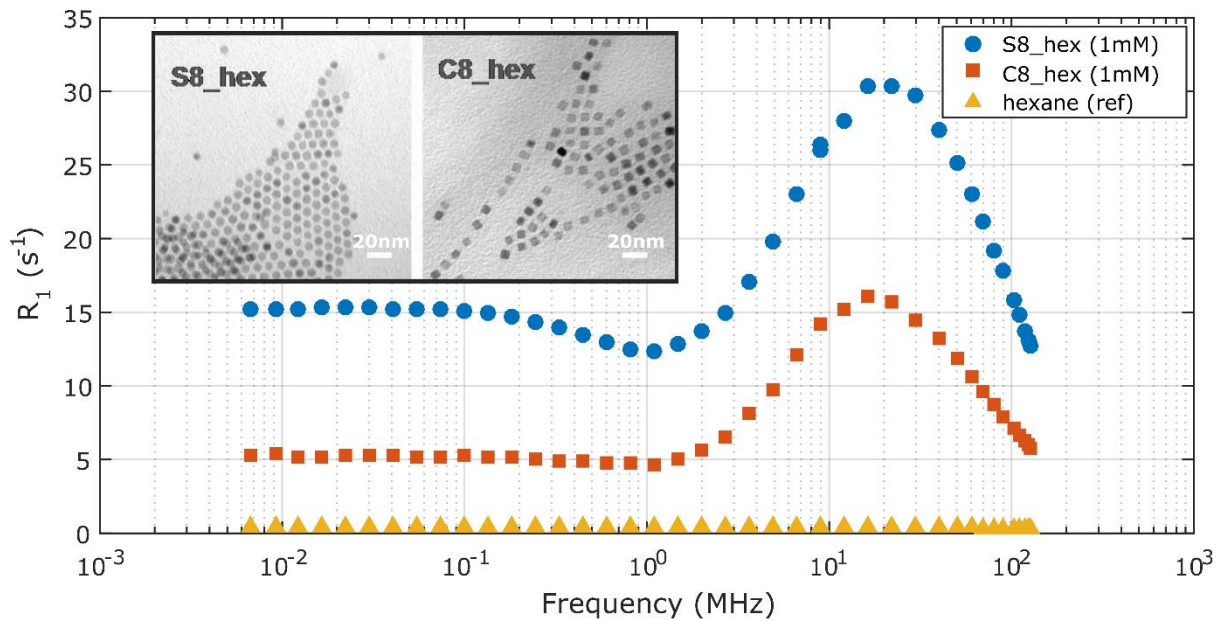 35
30
25
20
15
10
5
0
R₁ (s⁻¹)
S8_hex
20nm
C8_hex
20nm
S8_hex (1mM)
C8_hex (1mM)
hexane (ref)
10⁻³ 10⁻² 10⁻¹ 10⁰ 10¹ 10² 10³
Frequency (MHz)